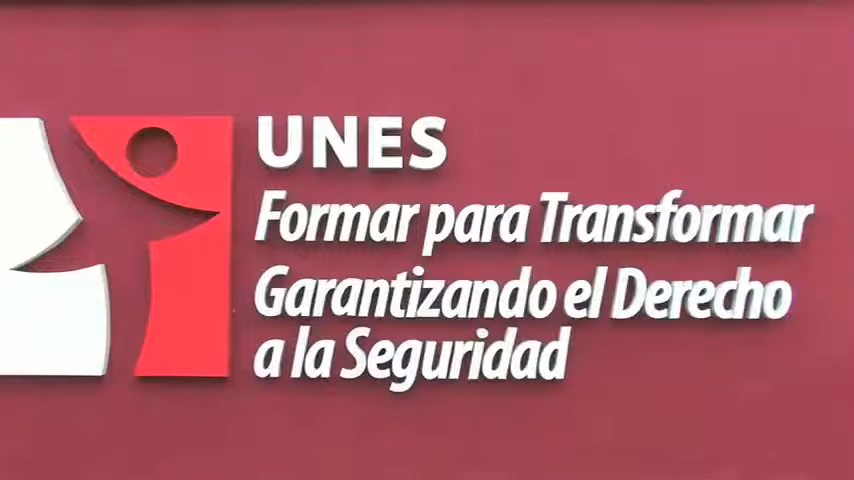 UNES
Formar para Transformar
Garantizando el Derecho
a la Seguridad